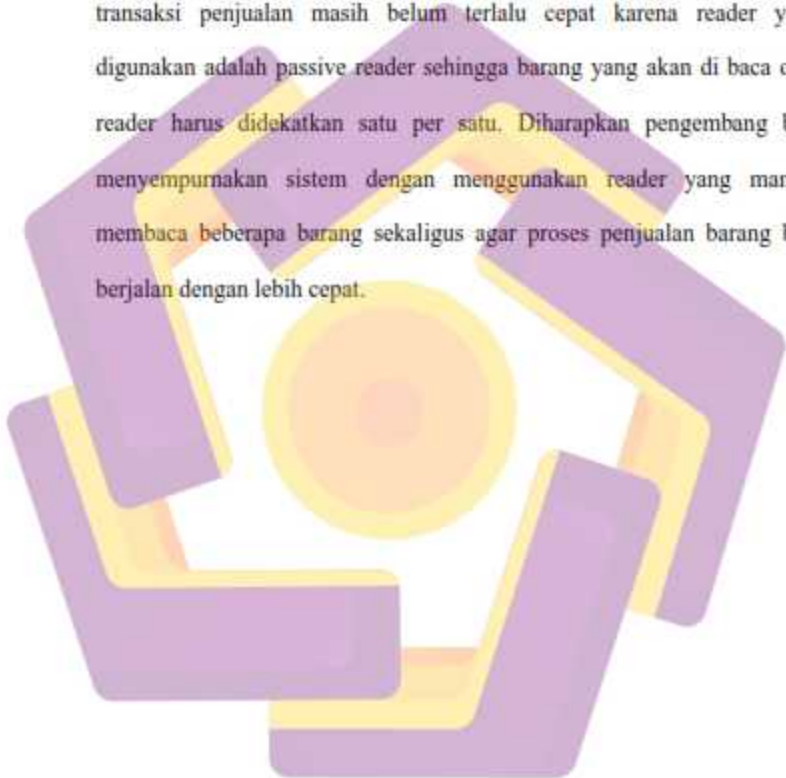 transaksi penjualan masih belum terlalu cepat karena reader y
digunakan adalah passive reader sehingga barang yang akan di baca
reader harus didekatkan satu per satu. Diharapkan pengembang
menyempurnakan sistem dengan menggunakan reader yang
membaca beberapa barang sekaligus agar proses penjualan barang
berjalan dengan lebih cepat.